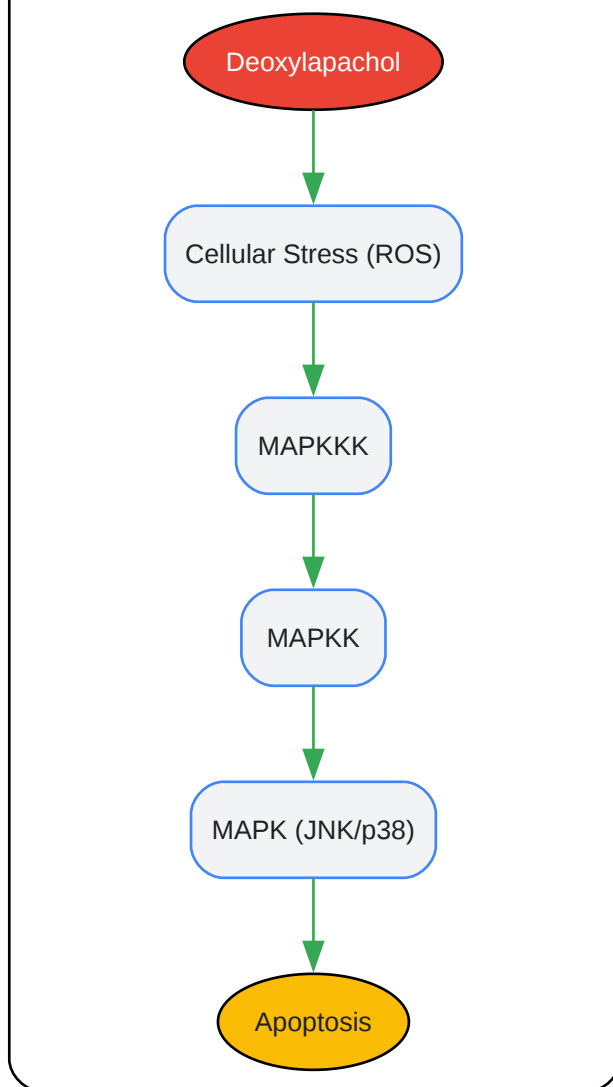 Deoxylapachol
Cellular Stress (ROS)
MAPKKK
MAPKK
MAPK (JNK/p38)
Apoptosis